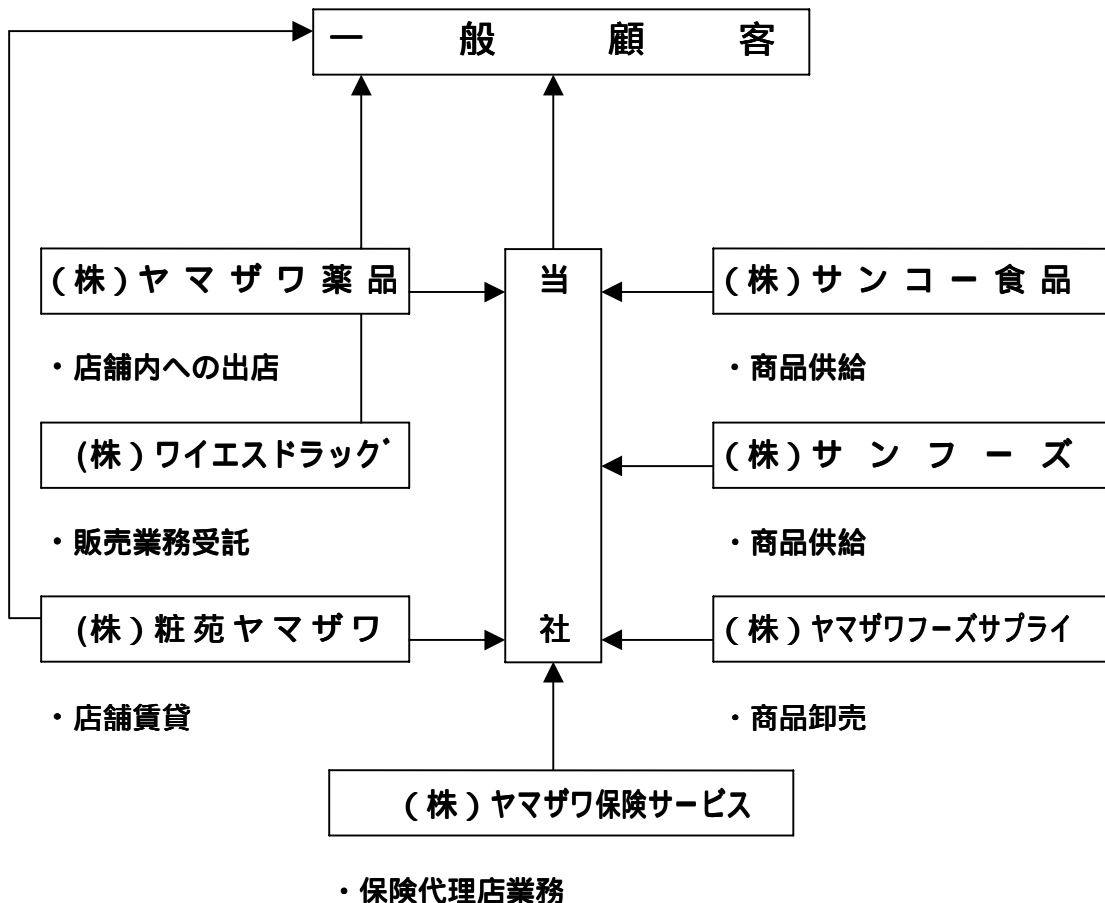 一般顧客
(株)ヤマザワ薬品
当社
(株)サンコー食品
・店舗内への出店
・商品供給
(株)ワイエスドラッグ
(株)サンフーズ
・販売業務受託
・商品供給
(株)粧苑ヤマザワ
(株)ヤマザワフーズサプライ
・店舗賃貸
・商品卸売
(株)ヤマザワ保険サービス
・保険代理店業務